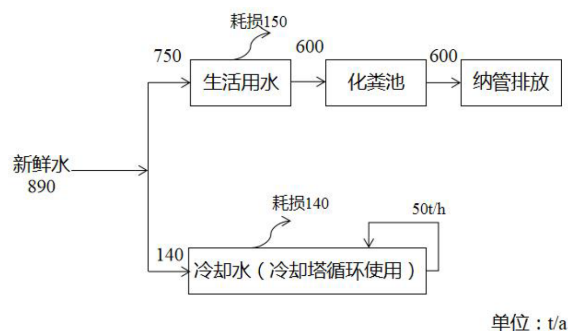 耗损150
750
600
600
生活用水
化粪池
纳管排放
新鲜水
890
耗损140
50t/h
140
冷却水（冷却塔循环使用）
单位：t/a